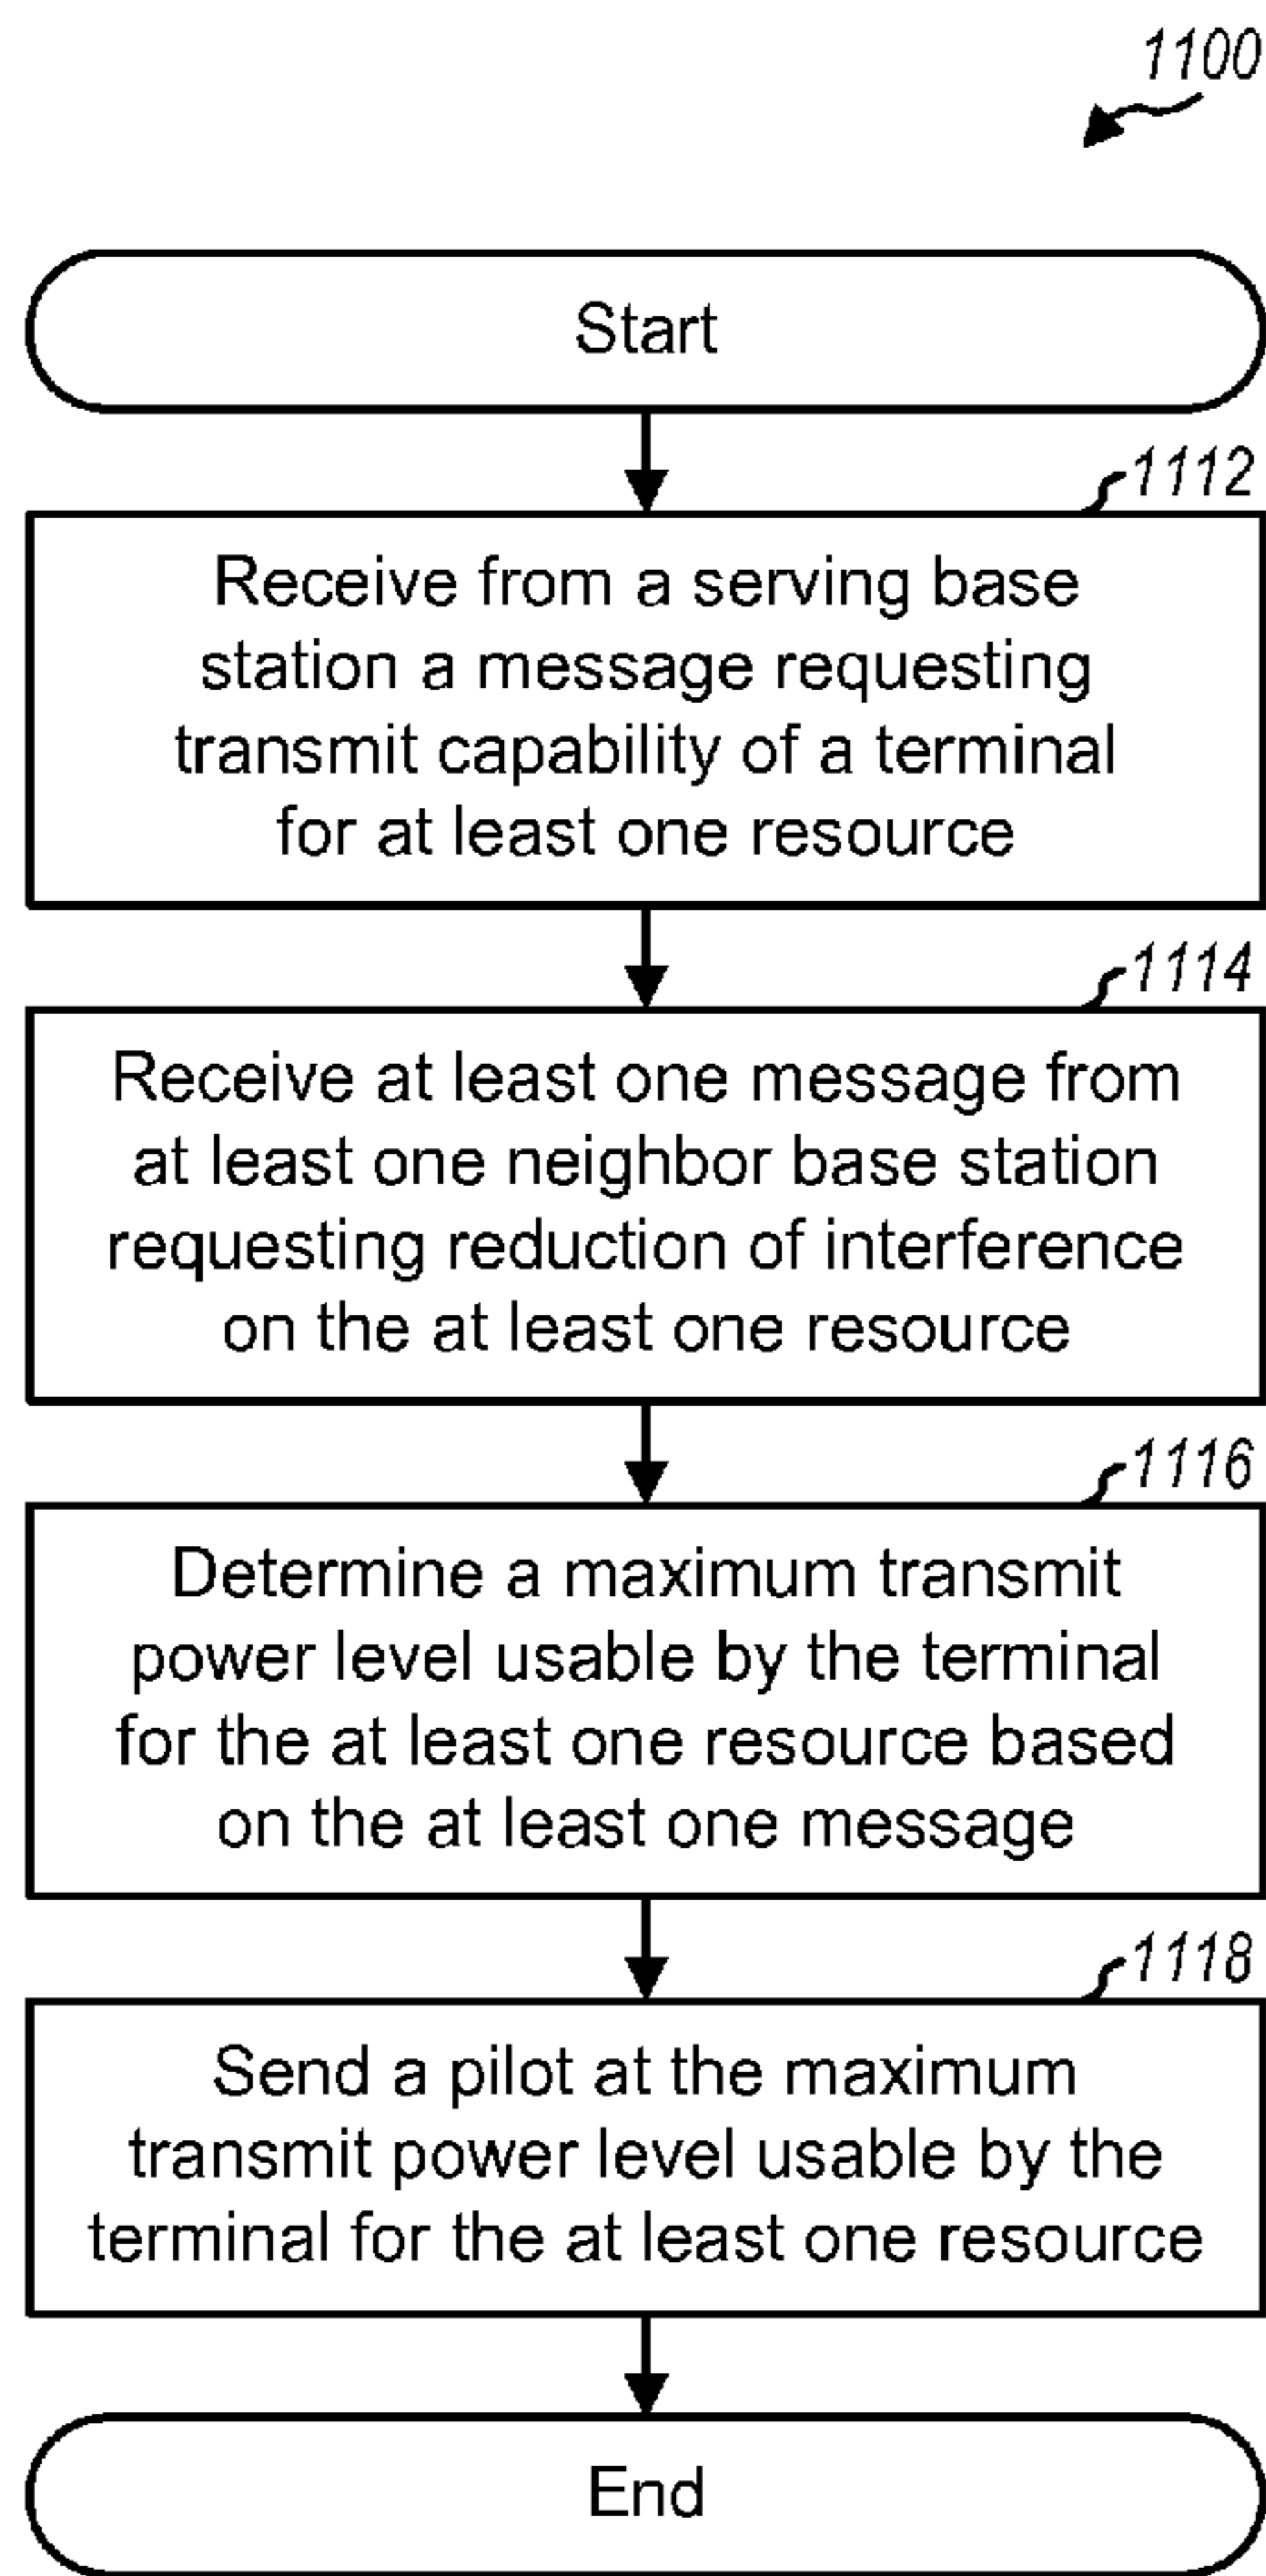 1100
Start
1112
Receive from a serving base
station a message requesting
transmit capability of a terminal
for at least one resource
1114
Receive at least one message from
at least one neighbor base station
requesting reduction of interference
on the at least one resource
1116
Determine a maximum transmit
power level usable by the terminal
for the at least one resource based
on the at least one message
1118
Send a pilot at the maximum
transmit power level usable by the
terminal for the at least one resource
End